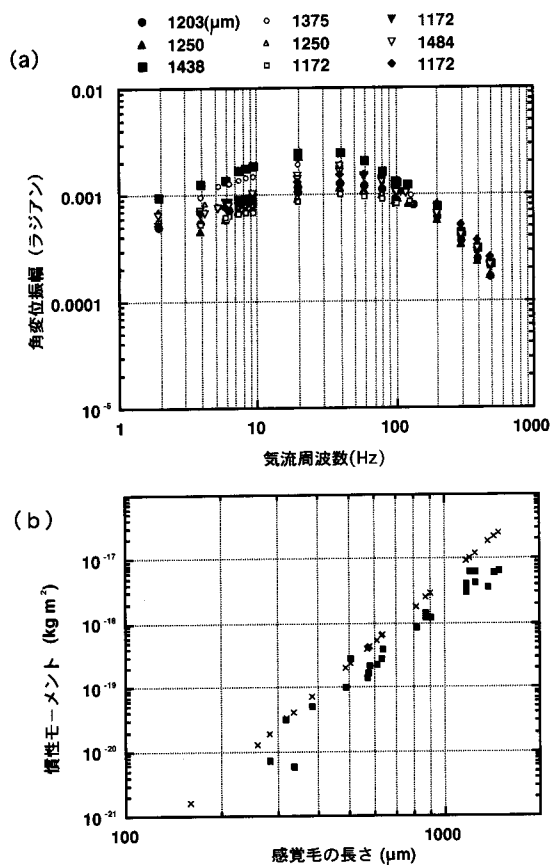 ● 1203(μm) ○ 1375 ▼ 1172
▲ 1250 △ 1250 ▽ 1484
■ 1438 □ 1172 ◆ 1172
(a)
0.01
0.001
0.0001
10⁻⁵
角変位振幅 (ラジアン)
1 10 100 1000
気流周波数(Hz)
(b)
10⁻¹⁷
10⁻¹⁸
10⁻¹⁹
10⁻²⁰
10⁻²¹
慣性モーメント (kg m²)
100 1000
感覚毛の長さ (μm)